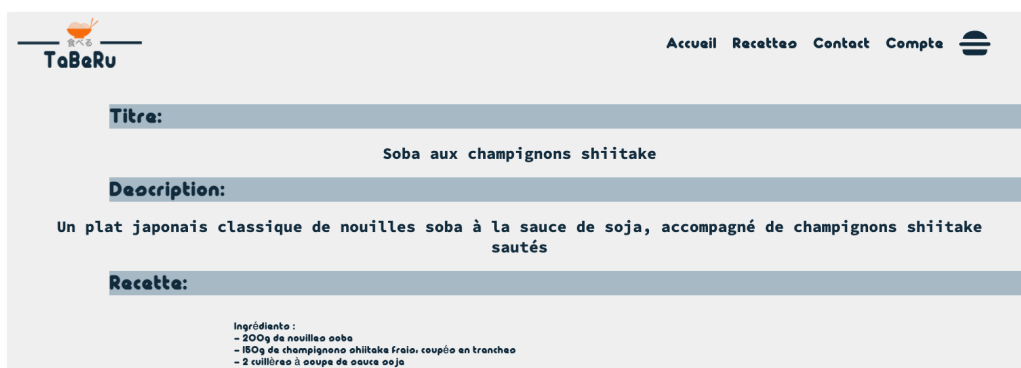 食べる
TaBeRu
Accueil Recettes Contact Compte
Titre:
Soba aux champignons shiitake
Description:
Un plat japonais classique de nouilles soba à la sauce de soja, accompagné de champignons shiitake
sautés
Recette:
Ingrédients :
- 200g de nouilles soba
- 150g de champignons shiitake frais, coupés en tranches
- 2 cuillères à soupe de sauce soja